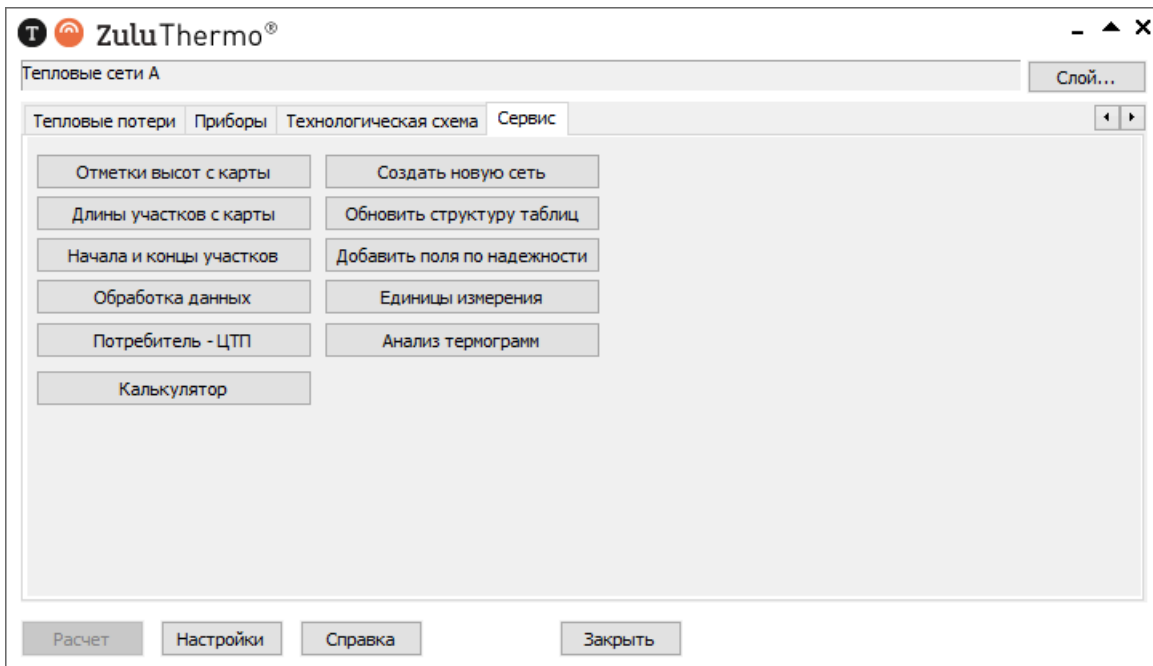 T ZuluThermo®
Тепловые сети А
Слой...
Тепловые потери Приборы Технологическая схема Сервис
Отметки высот с карты Создать новую сеть
Длины участков с карты Обновить структуру таблиц
Начала и концы участков Добавить поля по надежности
Обработка данных Единицы измерения
Потребитель - ЦТП Анализ термограмм
Калькулятор
Расчет Настройки Справка Закрыть